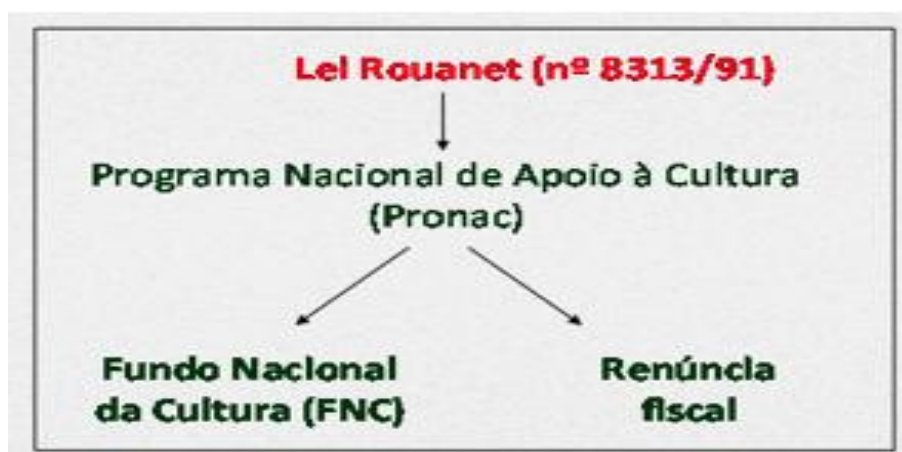 Lei Rouanet (nº 8313/91)
Programa Nacional de Apoio à Cultura
(Pronac)
Fundo Nacional
da Cultura (FNC)
Renúncia
fiscal